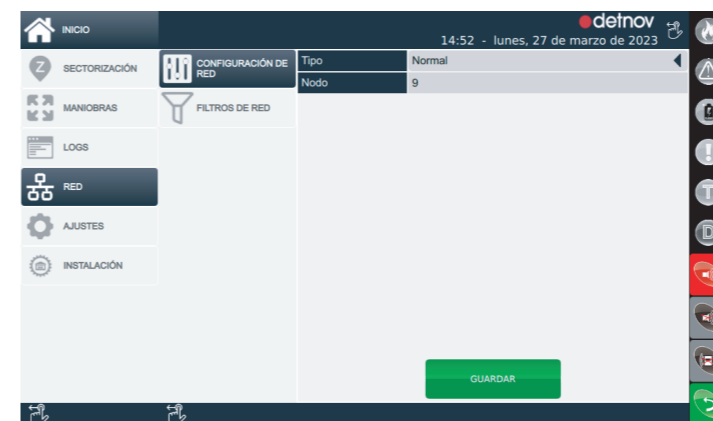 INICIO
detnov
14:52 - lunes, 27 de marzo de 2023
Z SECTORIZACIÓN
MANIOBRAS
LOGS
RED
AJUSTES
INSTALACIÓN
CONFIGURACIÓN DE
RED
FILTROS DE RED
Tipo Normal
Nodo 9
GUARDAR
T
D